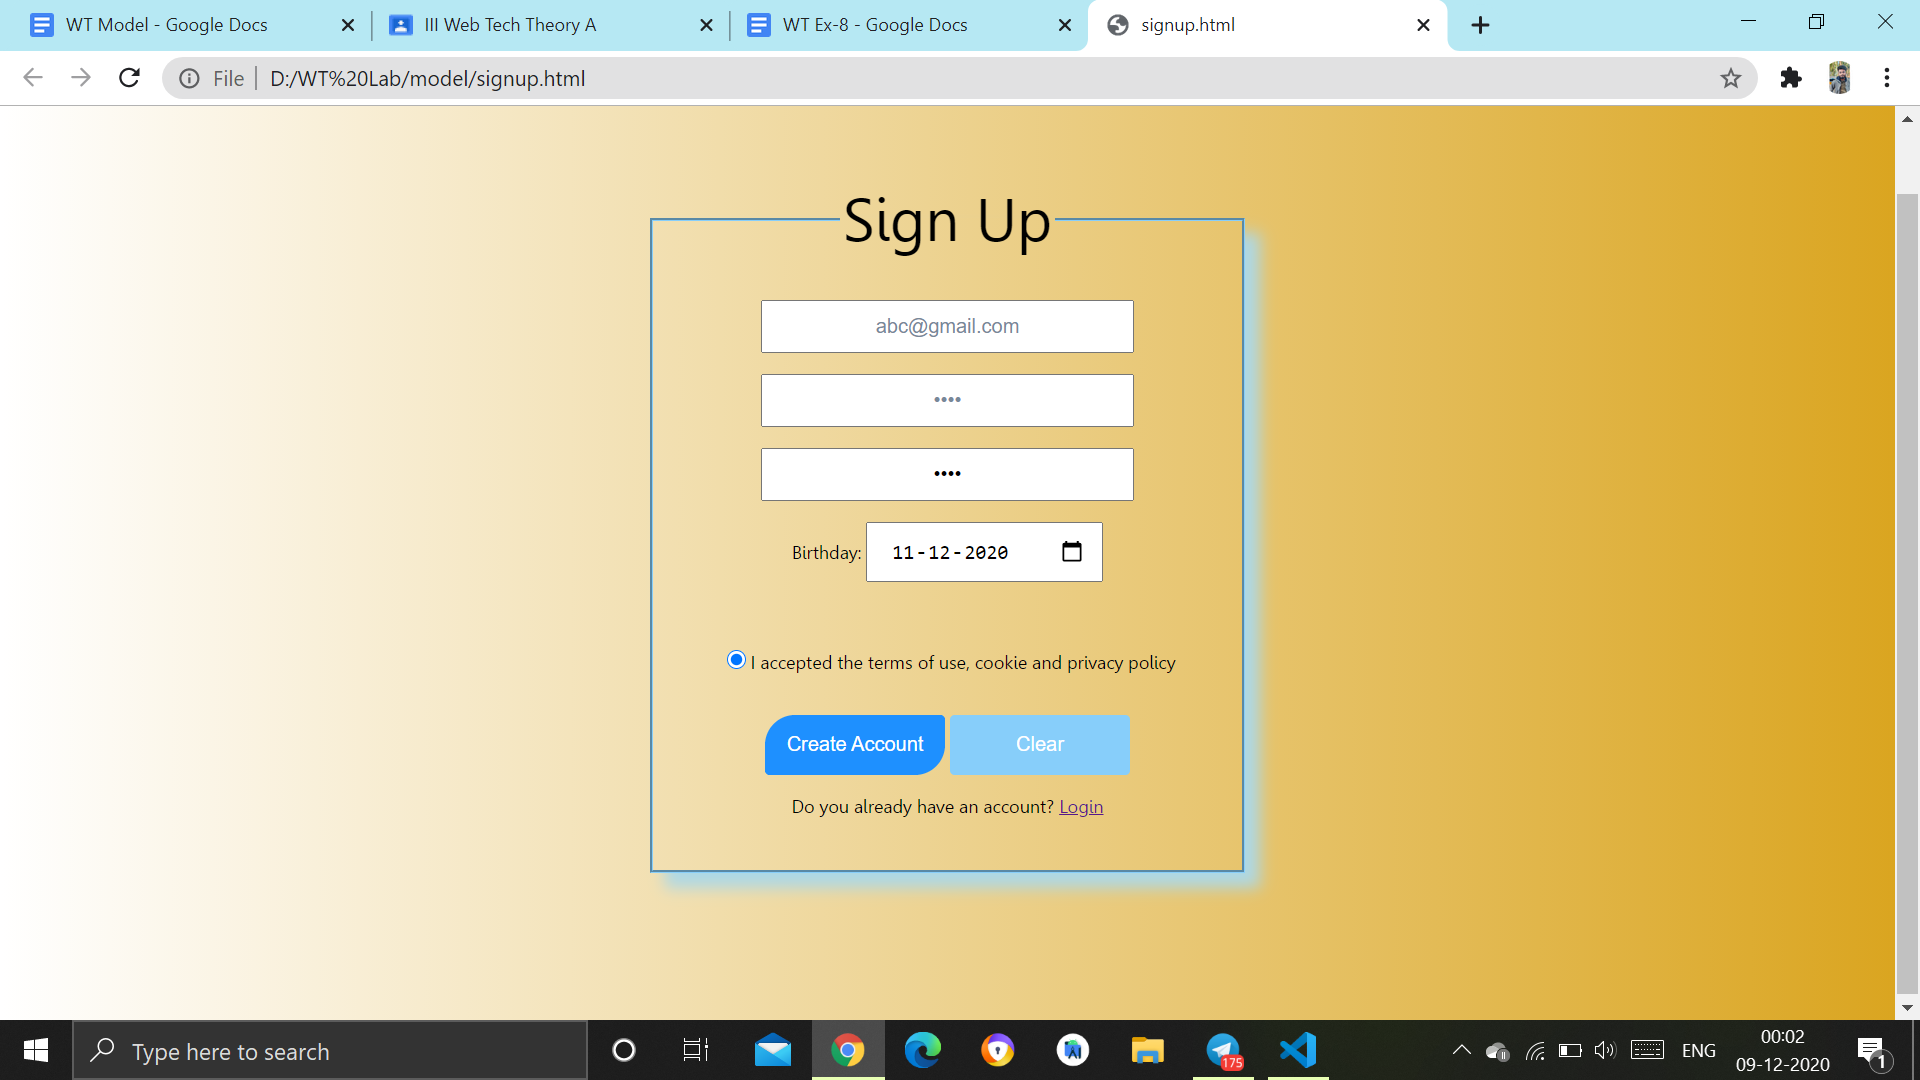 WT Model - Google Docs
III Web Tech Theory A
WT Ex-8 - Google Docs
signup.html
File
D:/WT%20Lab/model/signup.html
Sign Up
abc@gmail.com
••••
••••
Birthday: 11-12-2020
I accepted the terms of use, cookie and privacy policy
Create Account
Clear
Do you already have an account? Login
Type here to search
175
ENG
00:02
09-12-2020
1